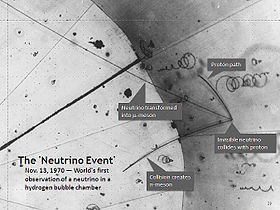 Proton path
Neutrino transformed
into μ-meson
Invisible neutrino
collides with proton
The 'Neutrino Event'
Nov. 13, 1970 — World's first
observation of a neutrino in a
hydrogen bubble chamber
Collision creates
π-meson